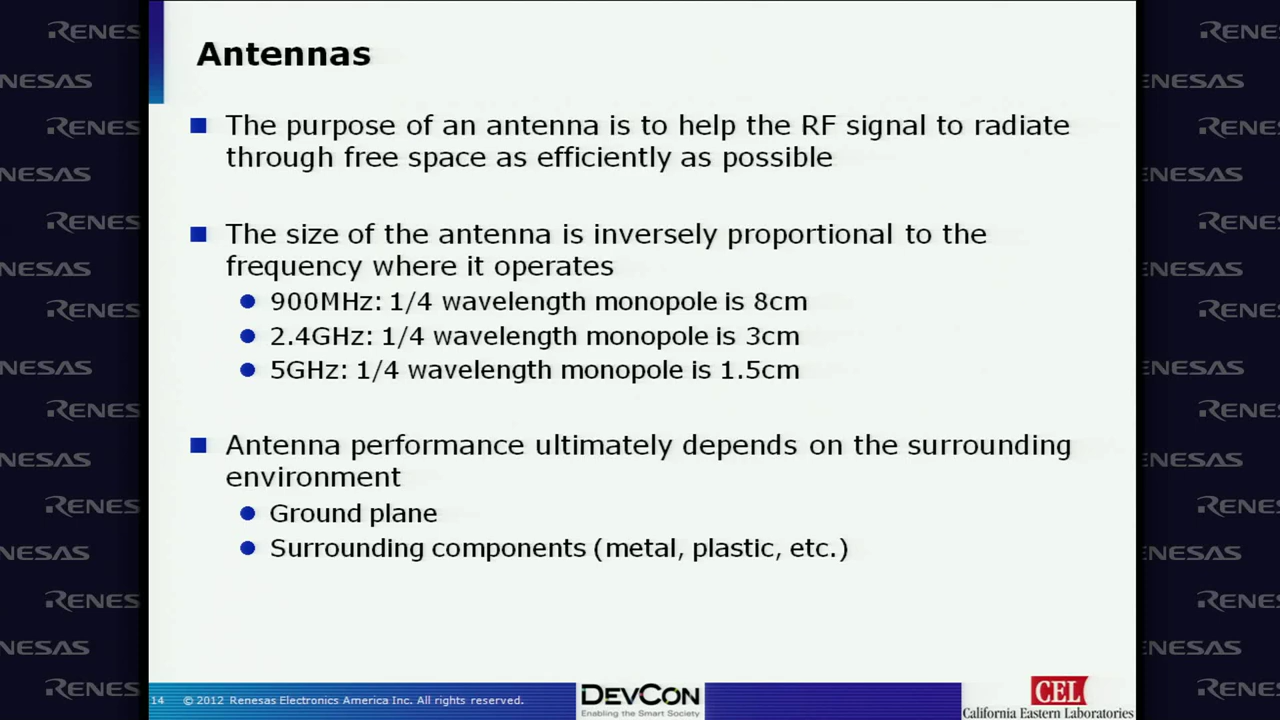 Antennas
The purpose of an antenna is to help the RF signal to radiate
through free space as efficiently as possible
The size of the antenna is inversely proportional to the
frequency where it operates
900MHz: 1/4 wavelength monopole is 8cm
2.4GHz: 1/4 wavelength monopole is 3cm
5GHz: 1/4 wavelength monopole is 1.5cm
Antenna performance ultimately depends on the surrounding
environment
Ground plane
Surrounding components (metal, plastic, etc.)
14 © 2012 Renesas Electronics America Inc. All rights reserved.
DEVCON
Enabling the Smart Society
CEL
California Eastern Laboratories